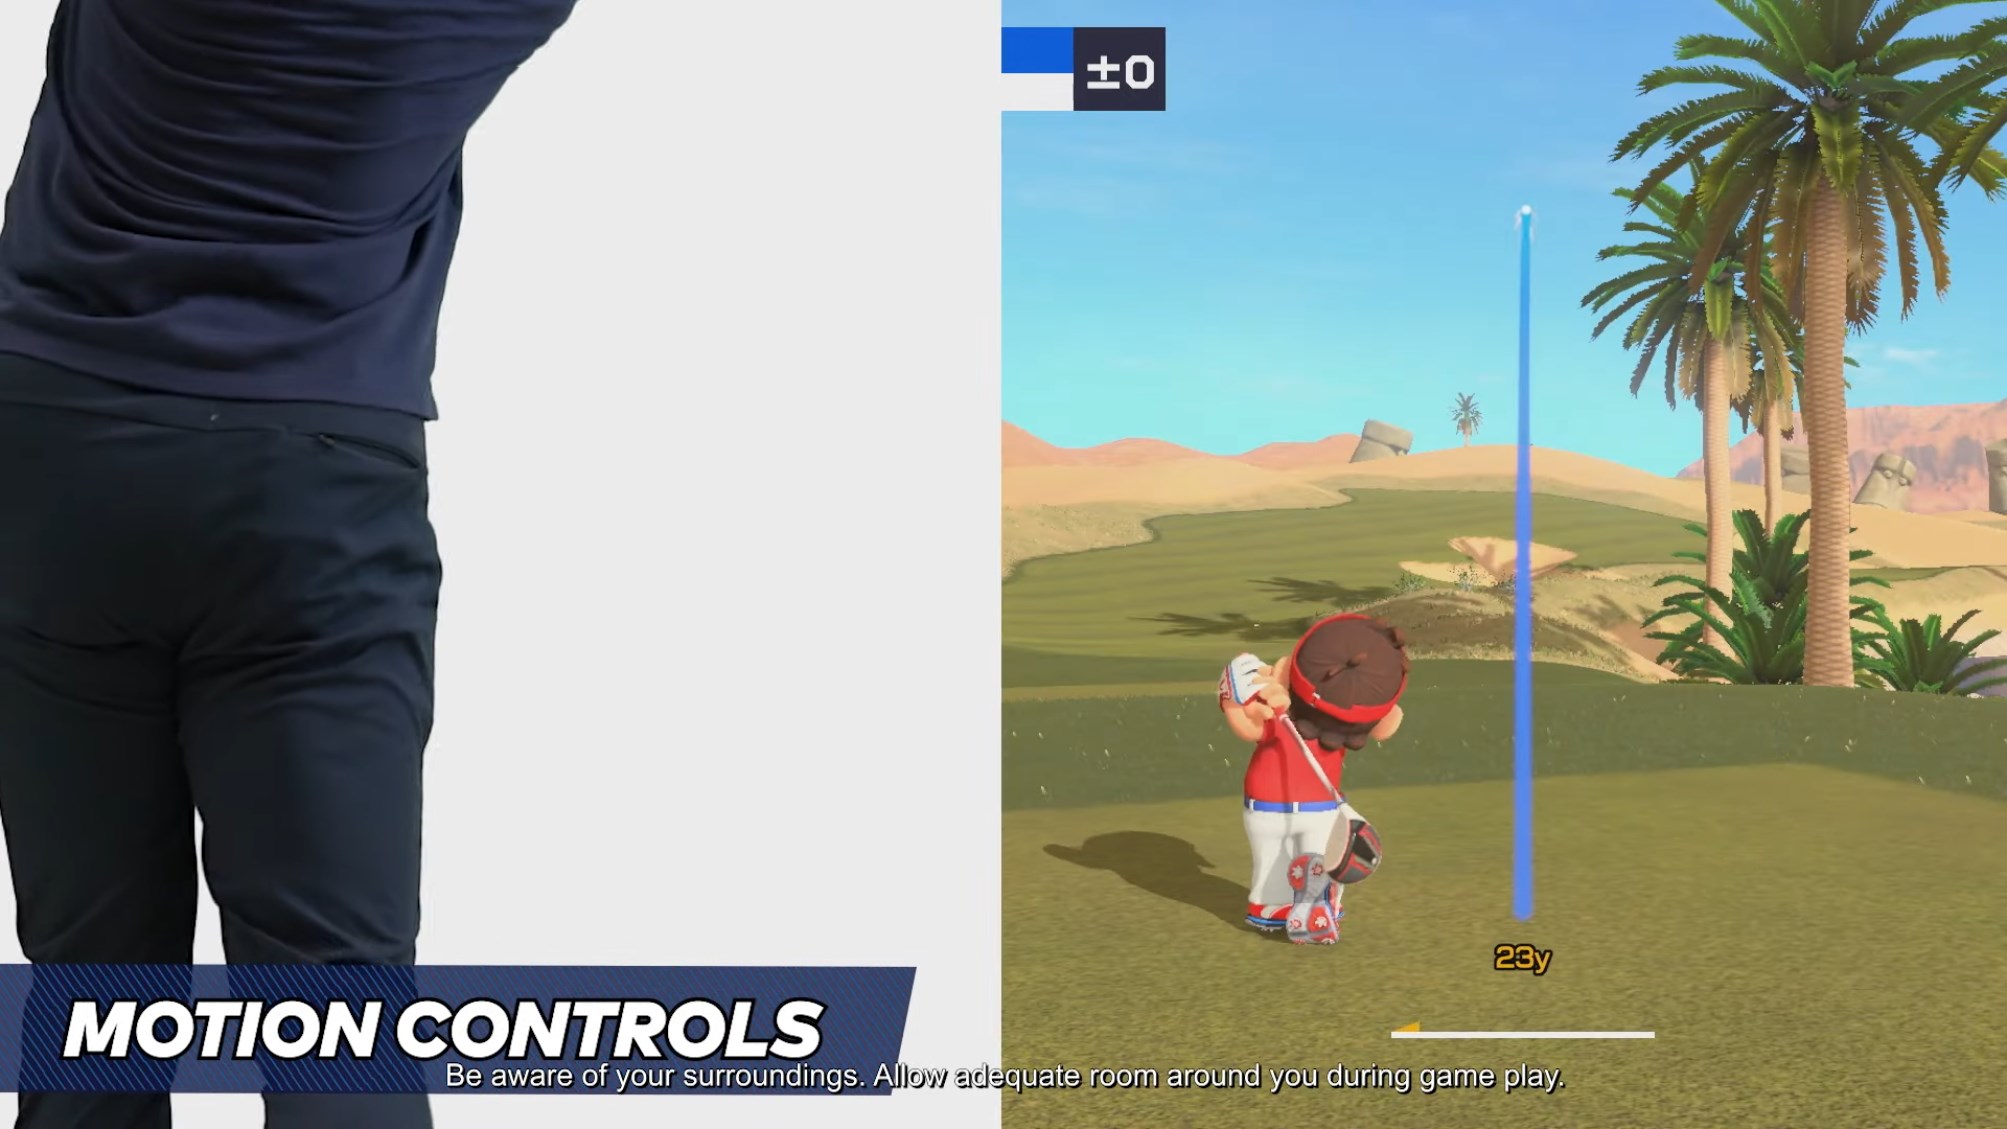 ±0
23y
MOTION CONTROLS
Be aware of your surroundings. Allow adequate room around you during game play.